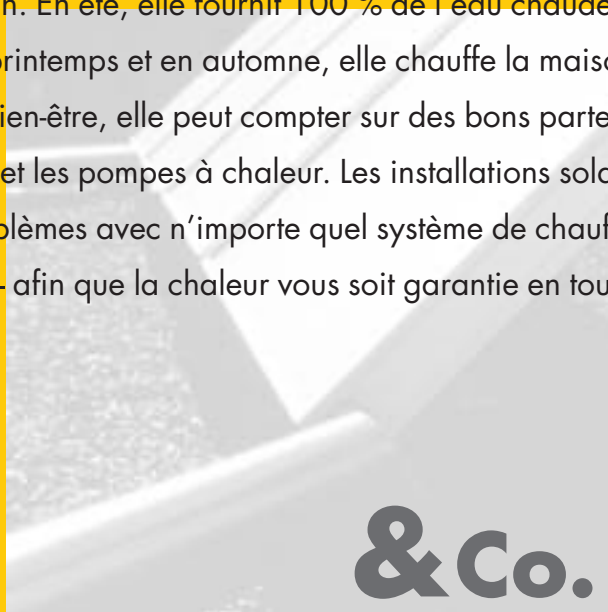 n. En été, elle fournit 100 % de l'eau chaude
printemps et en automne, elle chauffe la maiso
ien-être, elle peut compter sur des bons parte
et les pompes à chaleur. Les installations sola
blèmes avec n'importe quel système de chauf
– afin que la chaleur vous soit garantie en tou
&Co.